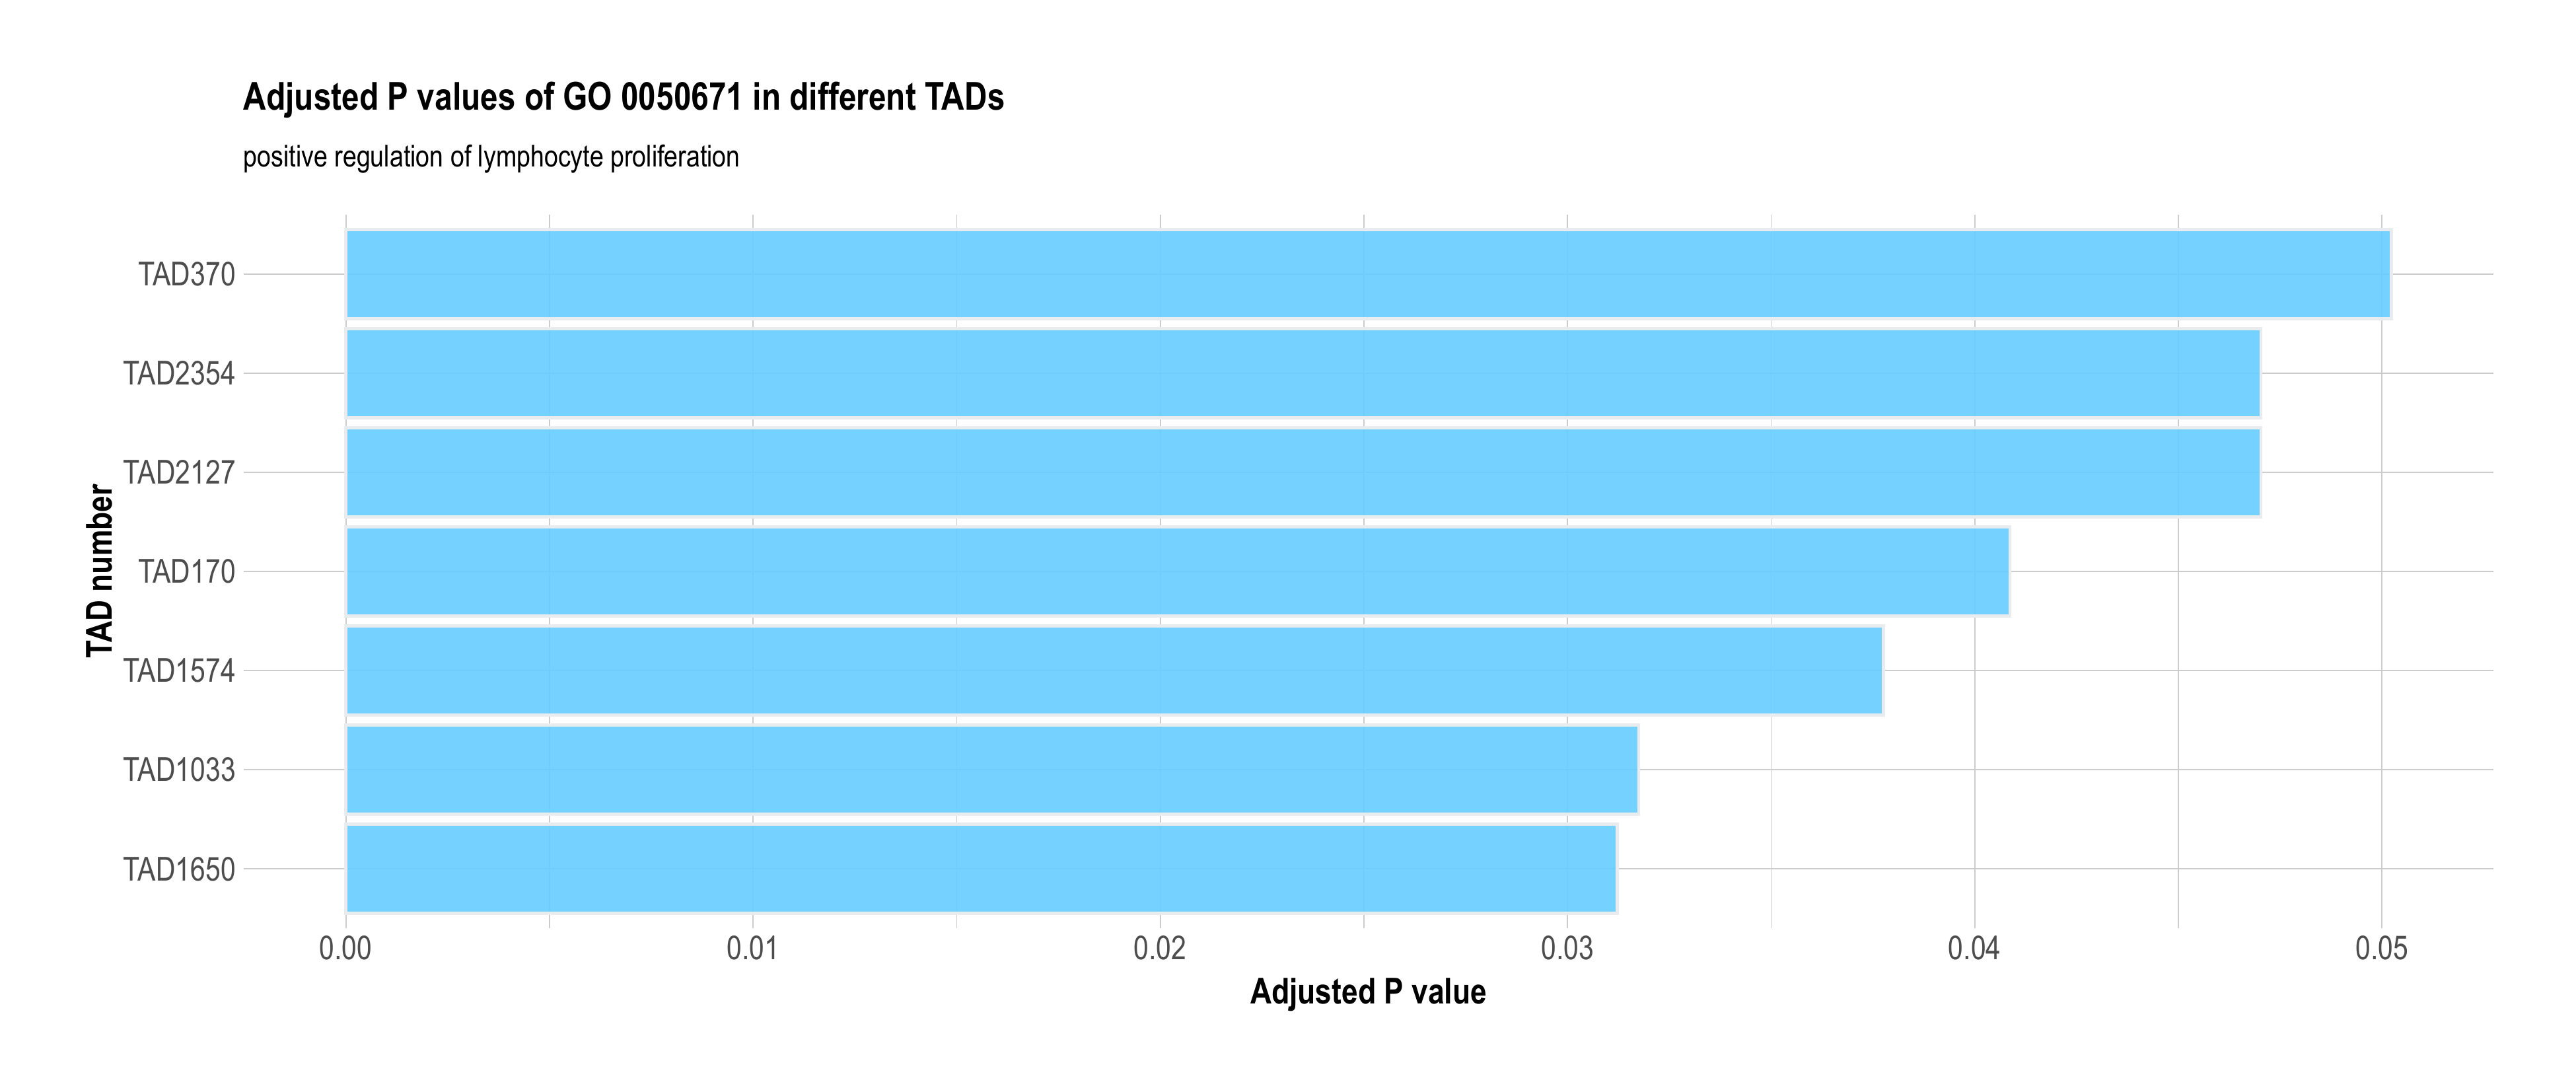 Adjusted P values of GO 0050671 in different TADs
positive regulation of lymphocyte proliferation
TAD number
TAD370
TAD2354
TAD2127
TAD170
TAD1574
TAD1033
TAD1650
0.00 0.01 0.02 0.03 0.04 0.05
Adjusted P value